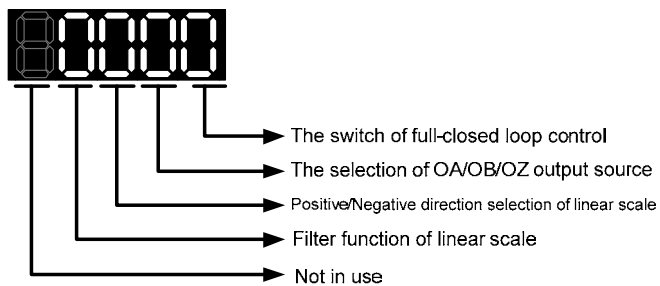 0000
The switch of full-closed loop control
The selection of OA/OB/OZ output source
Positive/Negative direction selection of linear scale
Filter function of linear scale
Not in use